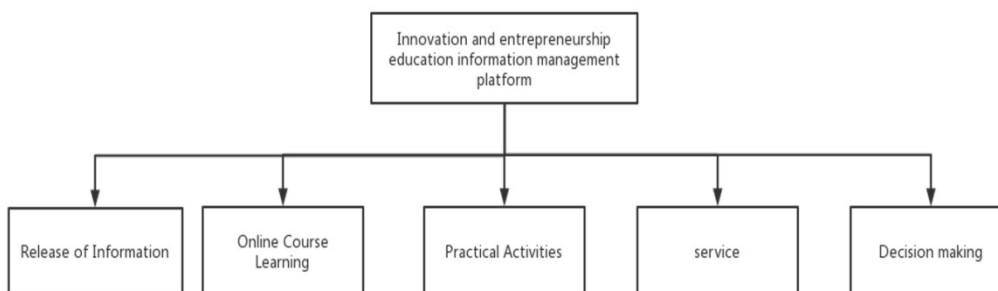 Innovation and entrepreneurship
education information management
platform
Release of Information
Online Course
Learning
Practical Activities
service
Decision making